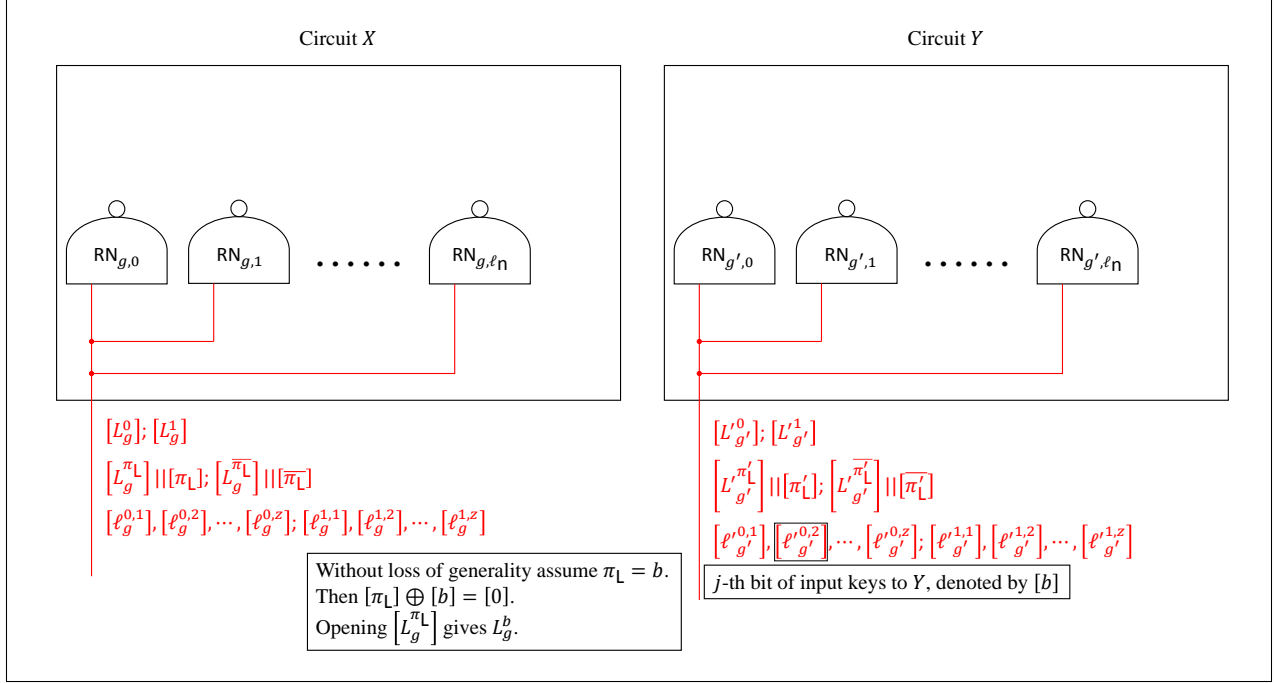 Circuit X
Circuit Y
RN_{g,0}
RN_{g,1}
......
RN_{g,ℓ_n}
RN_{g′,0}
RN_{g′,1}
......
RN_{g′,ℓ_n}
[L_g^0]; [L_g^1]
[L_g^{π_L}] ||[π_L]; [L_g^{\overline{π_L}}] ||[\overline{π_L}]
[ℓ_g^{0,1}], [ℓ_g^{0,2}], ⋯ , [ℓ_g^{0,z}]; [ℓ_g^{1,1}], [ℓ_g^{1,2}], ⋯ , [ℓ_g^{1,z}]
[L′_{g′}^0]; [L′_{g′}^1]
[L′_{g′}^{π′_L}] ||[π′_L]; [L′_{g′}^{\overline{π′_L}}] ||[\overline{π′_L}]
[ℓ′_{g′}^{0,1}], [ℓ′_{g′}^{0,2}], ⋯ , [ℓ′_{g′}^{0,z}]; [ℓ′_{g′}^{1,1}], [ℓ′_{g′}^{1,2}], ⋯ , [ℓ′_{g′}^{1,z}]
Without loss of generality assume π_L = b.
Then [π_L] ⊕ [b] = [0].
Opening [L_g^{π_L}] gives L_g^b.
j-th bit of input keys to Y, denoted by [b]